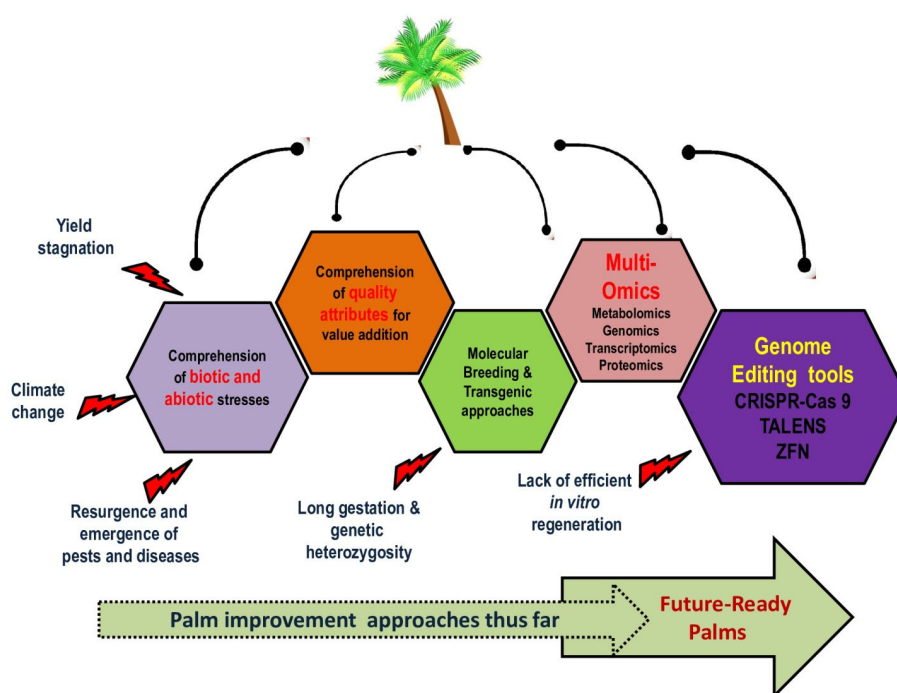 Yield
stagnation
Climate
change
Resurgence and
emergence of
pests and diseases
Comprehension
of biotic and
abiotic stresses
Comprehension
of quality
attributes for
value addition
Long gestation &
genetic
heterozygosity
Molecular
Breeding &
Transgenic
approaches
Multi-
Omics
Metabolomics
Genomics
Transcriptomics
Proteomics
Lack of efficient
in vitro
regeneration
Genome
Editing tools
CRISPR-Cas 9
TALENS
ZFN
Palm improvement approaches thus far
Future-Ready
Palms